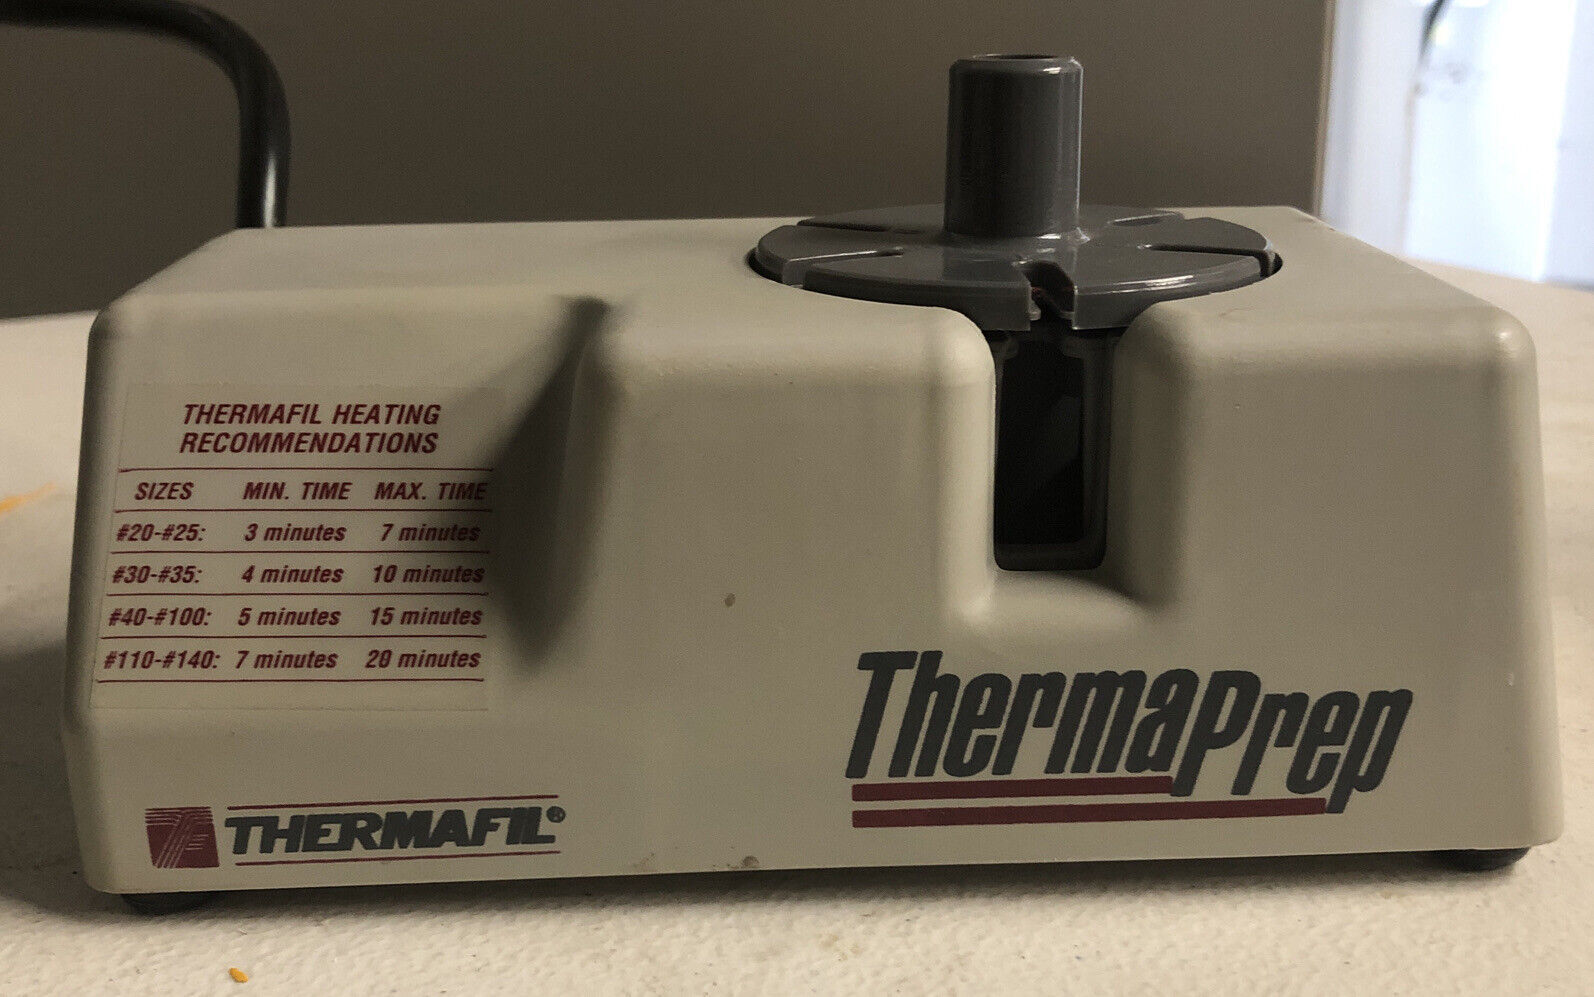 THERMAFIL HEATING
RECOMMENDATIONS
SIZES MIN. TIME MAX. TIME
#20-#25: 3 minutes 7 minutes
#30-#35: 4 minutes 10 minutes
#40-#100: 5 minutes 15 minutes
#110-#140: 7 minutes 20 minutes
ThermaPrep
THERMAFIL®